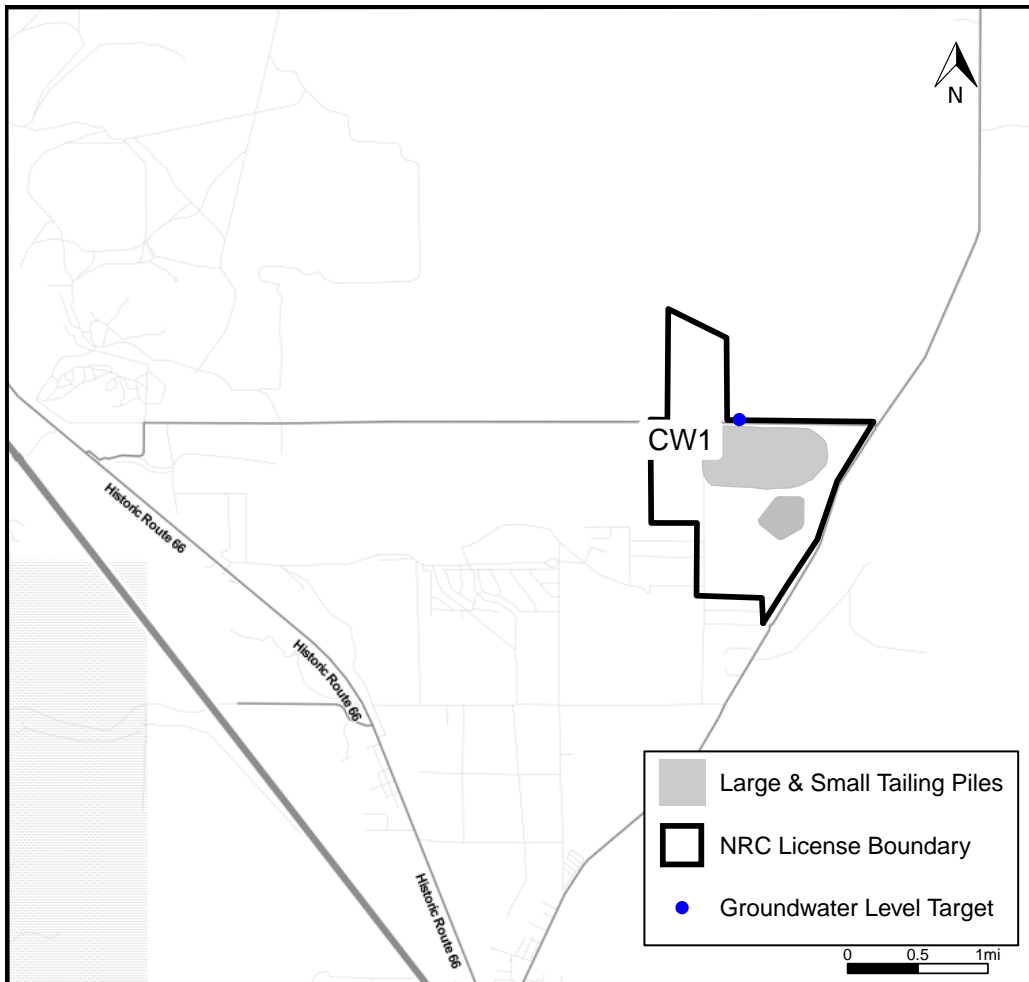 N
CW1
Historic Route 66
Historic Route 66
Historic Route 66
Large & Small Tailing Piles
NRC License Boundary
Groundwater Level Target
0 0.5 1mi